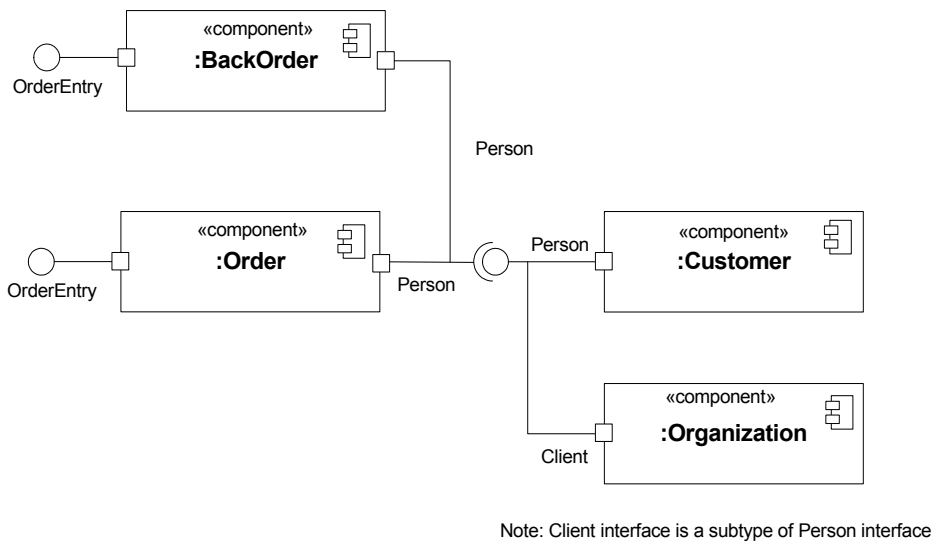 «component»
:BackOrder
OrderEntry
Person
«component»
:Order
OrderEntry
Person
Person
«component»
:Customer
«component»
:Organization
Client
Note: Client interface is a subtype of Person interface